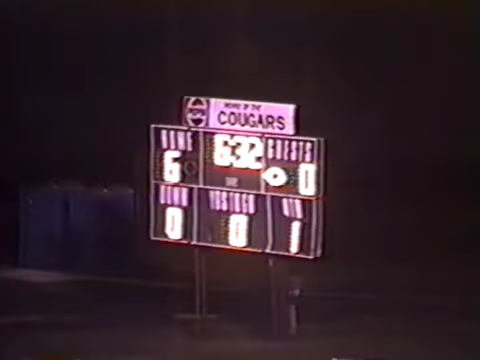 HOME OF THE
COUGARS
HOME 6:32 GUESTS
6 0
DOWN YDS TO GO QTR
0 0 1